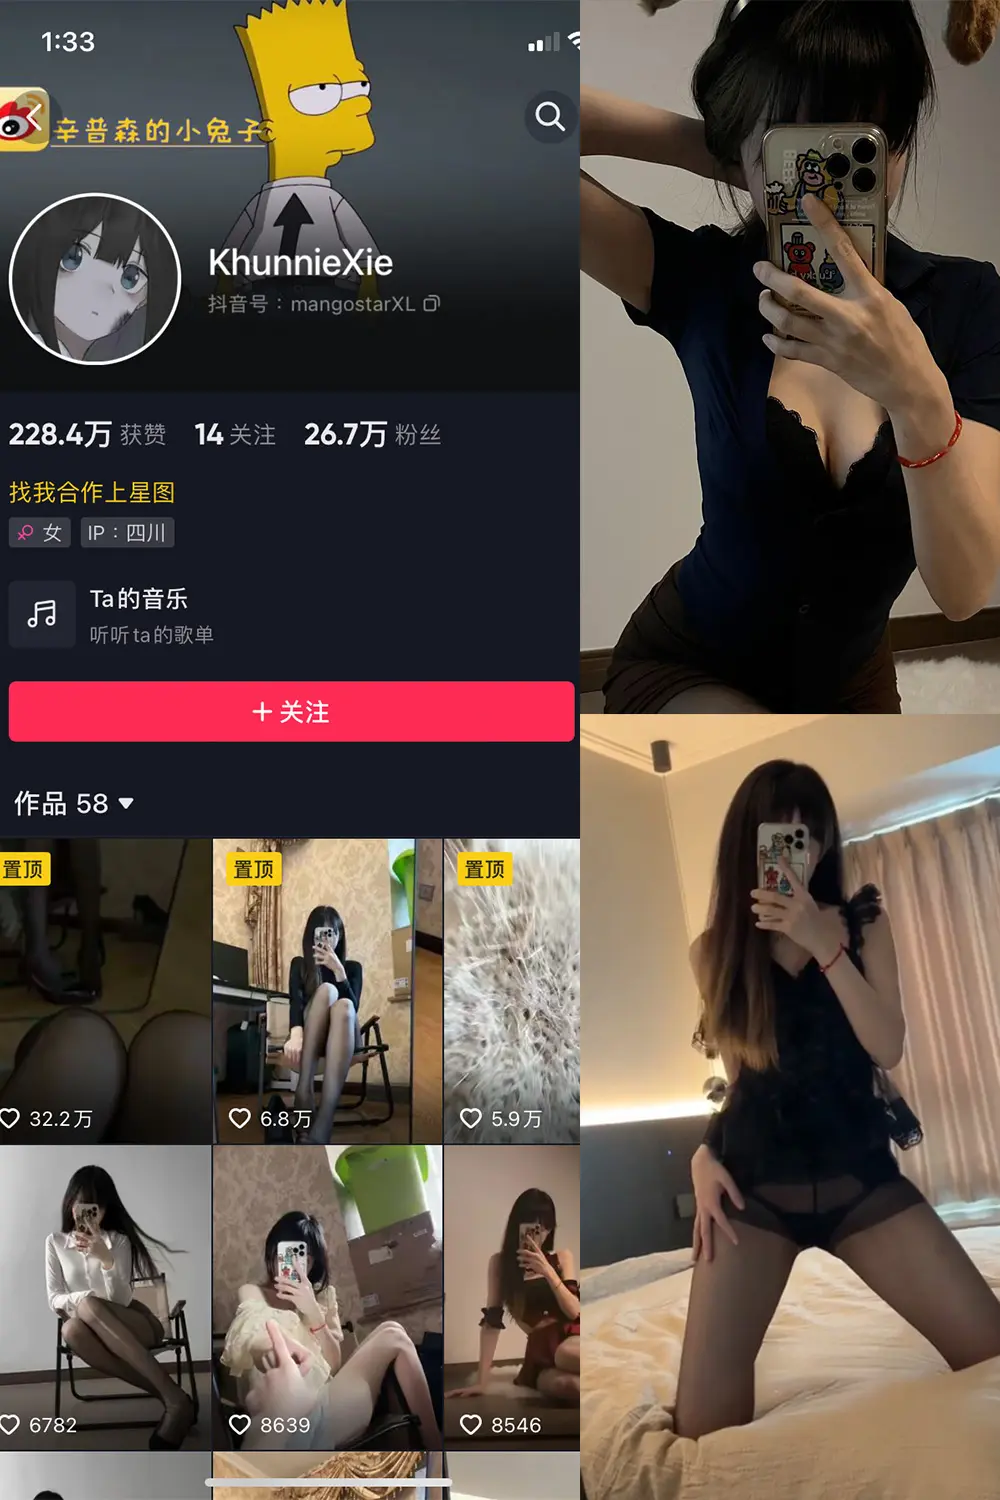 1:33
辛普森的小兔子
KhunnieXie
抖音号：mangostarXL
228.4万 获赞 14 关注 26.7万 粉丝
找我合作上星图
女 IP：四川
Ta的音乐
听听ta的歌单
+ 关注
作品 58
置顶 置顶 置顶
32.2万 6.8万 5.9万
6782 8639 8546